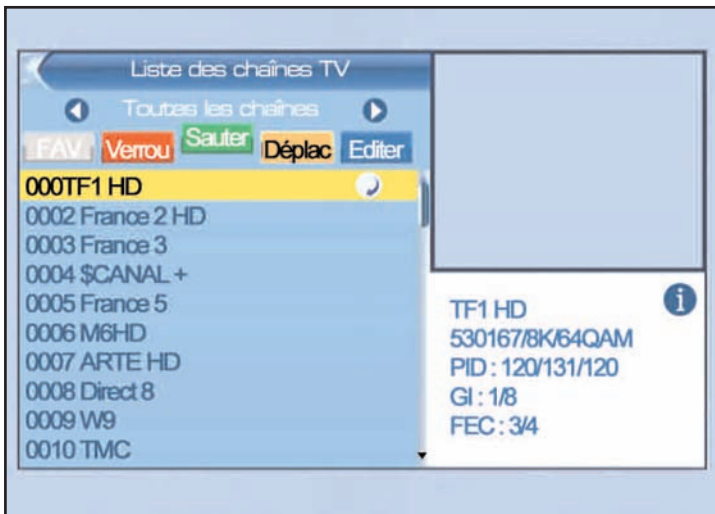 Liste des chaînes TV
Toutes les chaînes
FAV Verrou Sauter Déplac Editer
000TF1 HD
0002 France 2 HD
0003 France 3
0004 $CANAL +
0005 France 5
0006 M6HD
0007 ARTE HD
0008 Direct 8
0009 W9
0010 TMC
TF1 HD
530167/8K/64QAM
PID : 120/131/120
GI : 1/8
FEC : 3/4